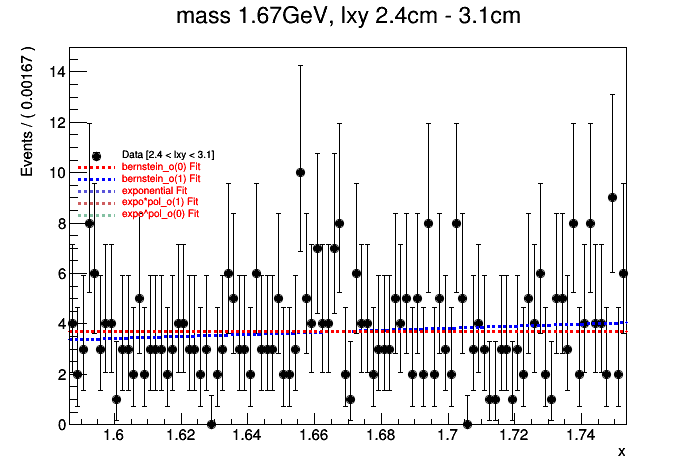 mass 1.67GeV, lxy 2.4cm - 3.1cm
Events / ( 0.00167 )
14
12
10
8
6
4
2
0
Data [2.4 < lxy < 3.1]
bernstein_o(0) Fit
bernstein_o(1) Fit
exponential Fit
expo*pol_o(1) Fit
expo*pol_o(0) Fit
1.6 1.62 1.64 1.66 1.68 1.7 1.72 1.74
x